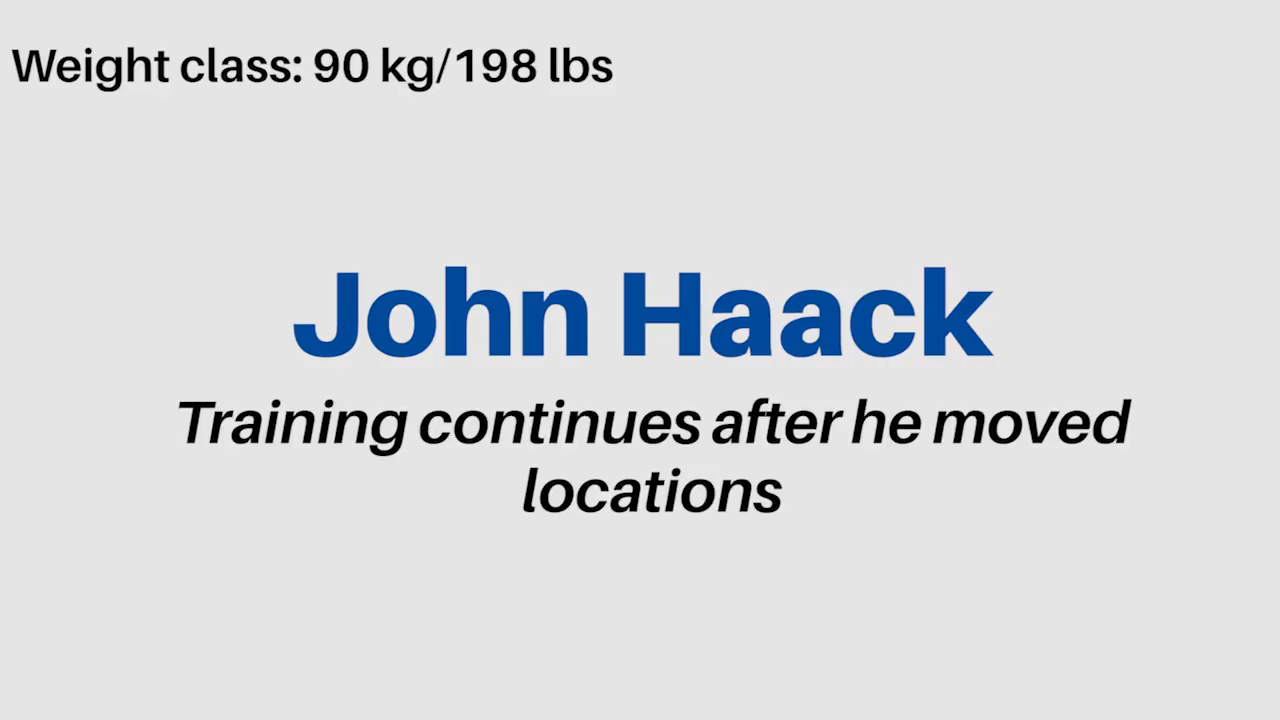 Weight class: 90 kg/198 lbs
John Haack
Training continues after he moved
locations